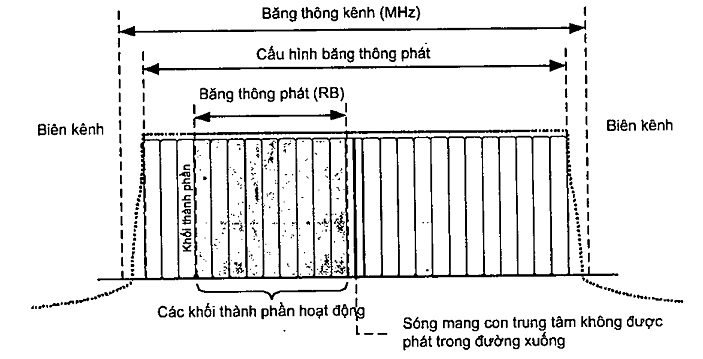 Băng thông kênh (MHz)
Cấu hình băng thông phát
Băng thông phát (RB)
Biên kênh
Biên kênh
Khối thành phần
Các khối thành phần hoạt động
Sóng mang con trung tâm không được
phát trong đường xuống